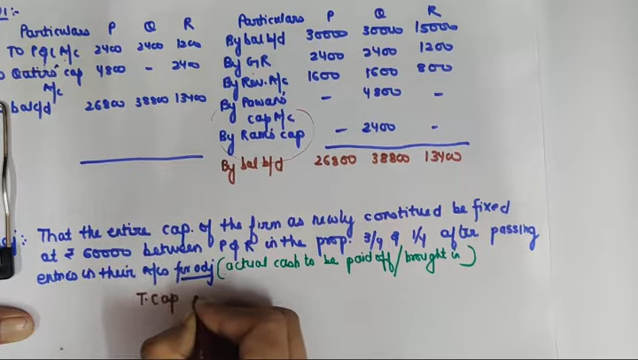 Particulars P Q R
To P&L A/c 2400 2400 1200
Qatir's cap A/c 4800 - 2400
bal c/d 26800 38800 13400
Particulars P Q R
By bal b/d 30000 30000 15000
By GR 2400 2400 1200
By Rev. A/c 1600 1600 800
By Pawan's cap A/c - 4800 -
By Ram's cap - 2400 -
By bal b/d 26800 38800 13400
That the entire cap. of the firm as newly constituted be fixed
at ₹ 60000 between P & R in the prop. 3/4 & 1/4 after passing
entries in their A/cs for adj (actual cash to be paid off/brought in)
T. Cap